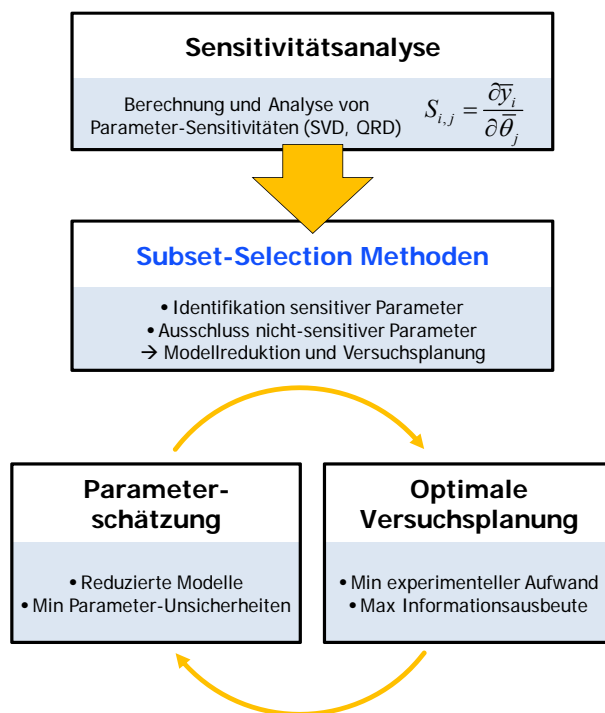 Sensitivitätsanalyse
Berechnung und Analyse von
Parameter-Sensitivitäten (SVD, QRD)
S_{i,j} = ∂ȳ_i / ∂θ̄_j
Subset-Selection Methoden
• Identifikation sensitiver Parameter
• Ausschluss nicht-sensitiver Parameter
→ Modellreduktion und Versuchsplanung
Parameter-
schätzung
• Reduzierte Modelle
• Min Parameter-Unsicherheiten
Optimale
Versuchsplanung
• Min experimenteller Aufwand
• Max Informationsausbeute